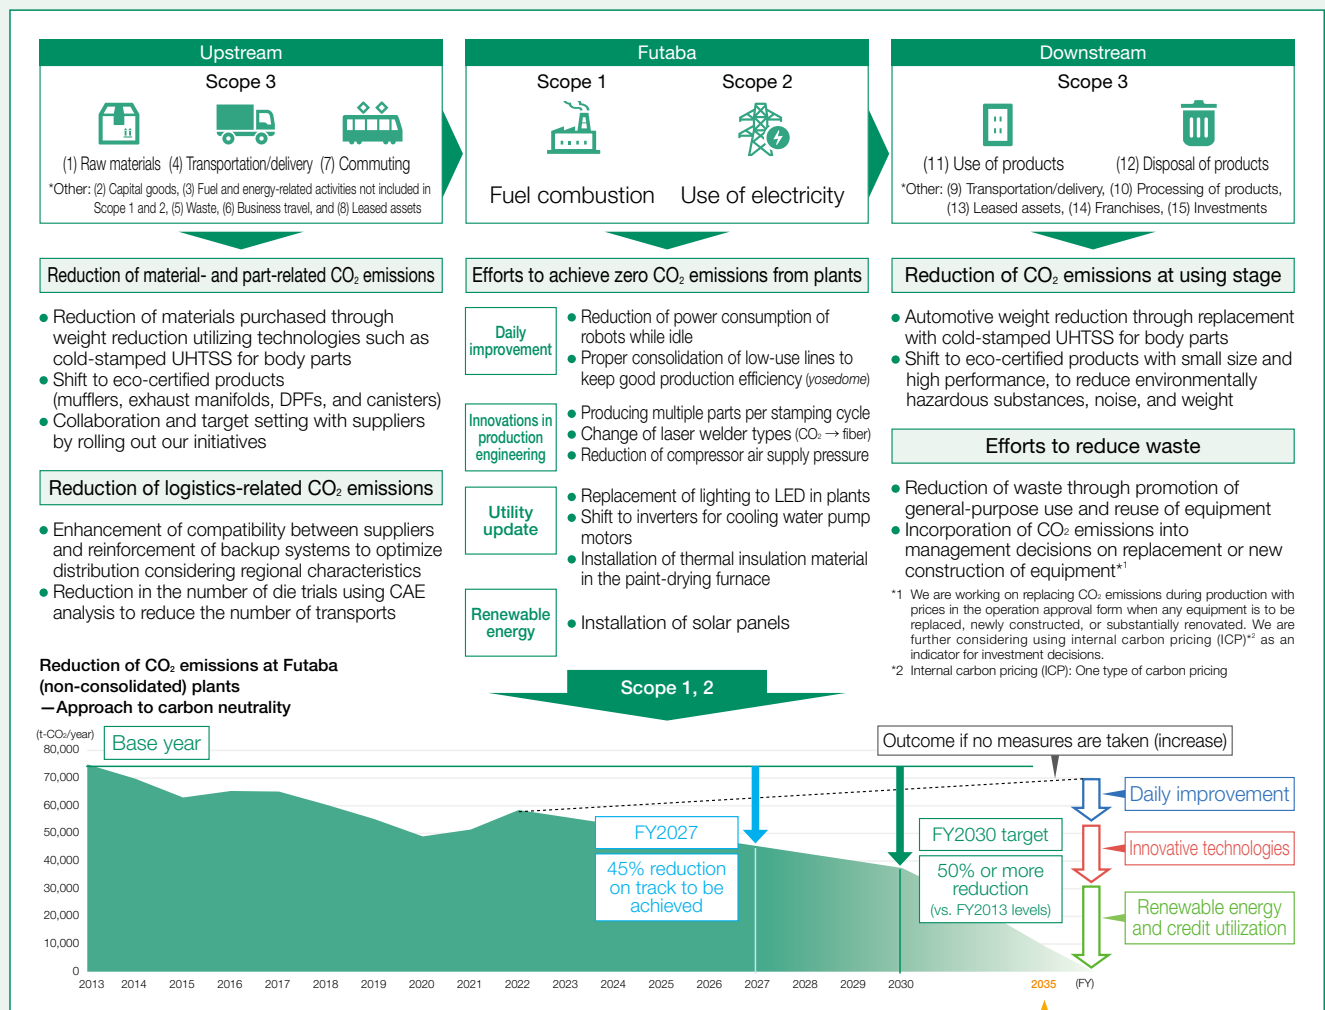 Upstream
Scope 3
(1) Raw materials (4) Transportation/delivery (7) Commuting
*Other: (2) Capital goods, (3) Fuel and energy-related activities not included in
Scope 1 and 2, (5) Waste, (6) Business travel, and (8) Leased assets
Futaba
Scope 1 Scope 2
Fuel combustion Use of electricity
Downstream
Scope 3
(11) Use of products (12) Disposal of products
*Other: (9) Transportation/delivery, (10) Processing of products,
(13) Leased assets, (14) Franchises, (15) Investments
Reduction of material- and part-related CO₂ emissions
● Reduction of materials purchased through
weight reduction utilizing technologies such as
cold-stamped UHTSS for body parts
● Shift to eco-certified products
(mufflers, exhaust manifolds, DPFs, and canisters)
● Collaboration and target setting with suppliers
by rolling out our initiatives
Reduction of logistics-related CO₂ emissions
● Enhancement of compatibility between suppliers
and reinforcement of backup systems to optimize
distribution considering regional characteristics
● Reduction in the number of die trials using CAE
analysis to reduce the number of transports
Efforts to achieve zero CO₂ emissions from plants
Daily
improvement
● Reduction of power consumption of
robots while idle
● Proper consolidation of low-use lines to
keep good production efficiency (yosedome)
Innovations in
production
engineering
● Producing multiple parts per stamping cycle
● Change of laser welder types (CO₂ → fiber)
● Reduction of compressor air supply pressure
Utility
update
● Replacement of lighting to LED in plants
● Shift to inverters for cooling water pump
motors
● Installation of thermal insulation material
in the paint-drying furnace
Renewable
energy
● Installation of solar panels
Reduction of CO₂ emissions at using stage
● Automotive weight reduction through replacement
with cold-stamped UHTSS for body parts
● Shift to eco-certified products with small size and
high performance, to reduce environmentally
hazardous substances, noise, and weight
Efforts to reduce waste
● Reduction of waste through promotion of
general-purpose use and reuse of equipment
● Incorporation of CO₂ emissions into
management decisions on replacement or new
construction of equipment*1
*1 We are working on replacing CO₂ emissions during production with
prices in the operation approval form when any equipment is to be
replaced, newly constructed, or substantially renovated. We are
further considering using internal carbon pricing (ICP)*2 as an
indicator for investment decisions.
*2 Internal carbon pricing (ICP): One type of carbon pricing
Scope 1, 2
Reduction of CO₂ emissions at Futaba
(non-consolidated) plants
—Approach to carbon neutrality
(t-CO₂/year)
80,000
70,000
60,000
50,000
40,000
30,000
20,000
10,000
0
Base year
Outcome if no measures are taken (increase)
FY2027
45% reduction
on track to be
achieved
FY2030 target
50% or more
reduction
(vs. FY2013 levels)
Daily improvement
Innovative technologies
Renewable energy
and credit utilization
2013 2014 2015 2016 2017 2018 2019 2020 2021 2022 2023 2024 2025 2026 2027 2028 2029 2030 2035 (FY)